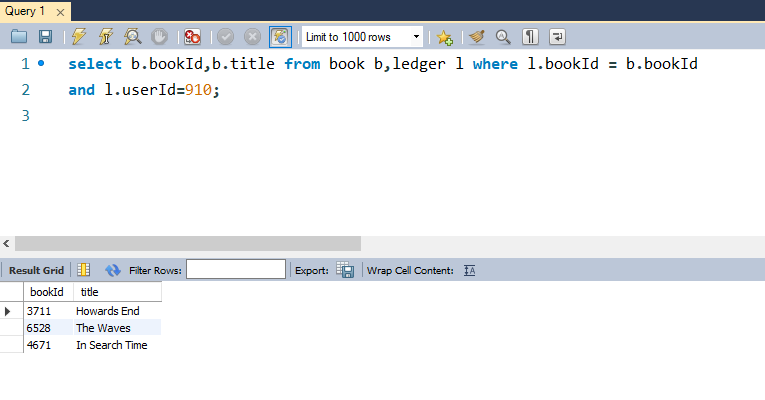 Query 1
Limit to 1000 rows
1 select b.bookId,b.title from book b,ledger l where l.bookId = b.bookId
2 and l.userId=910;
3
Result Grid Filter Rows: Export: Wrap Cell Content:
bookId title
3711 Howards End
6528 The Waves
4671 In Search Time